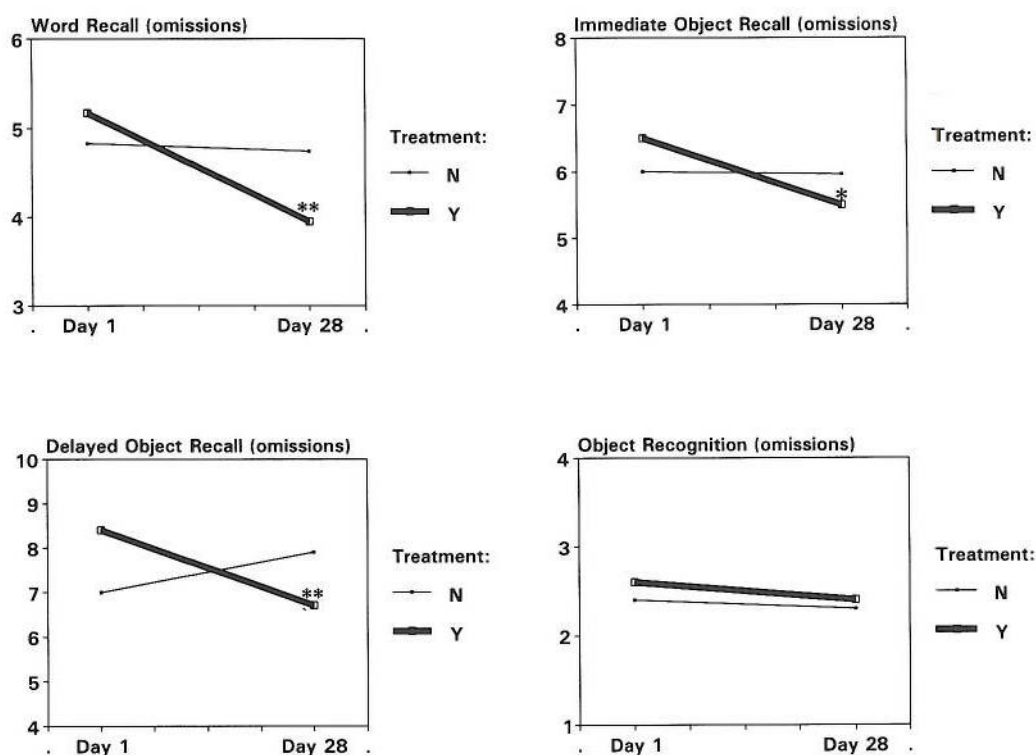 Word Recall (omissions)
6
5
4
3
**
Day 1 Day 28
Treatment:
N
Y
Immediate Object Recall (omissions)
8
7
6
5
4
*
Day 1 Day 28
Treatment:
N
Y
Delayed Object Recall (omissions)
10
9
8
7
6
5
4
**
Day 1 Day 28
Treatment:
N
Y
Object Recognition (omissions)
4
3
2
1
Day 1 Day 28
Treatment:
N
Y